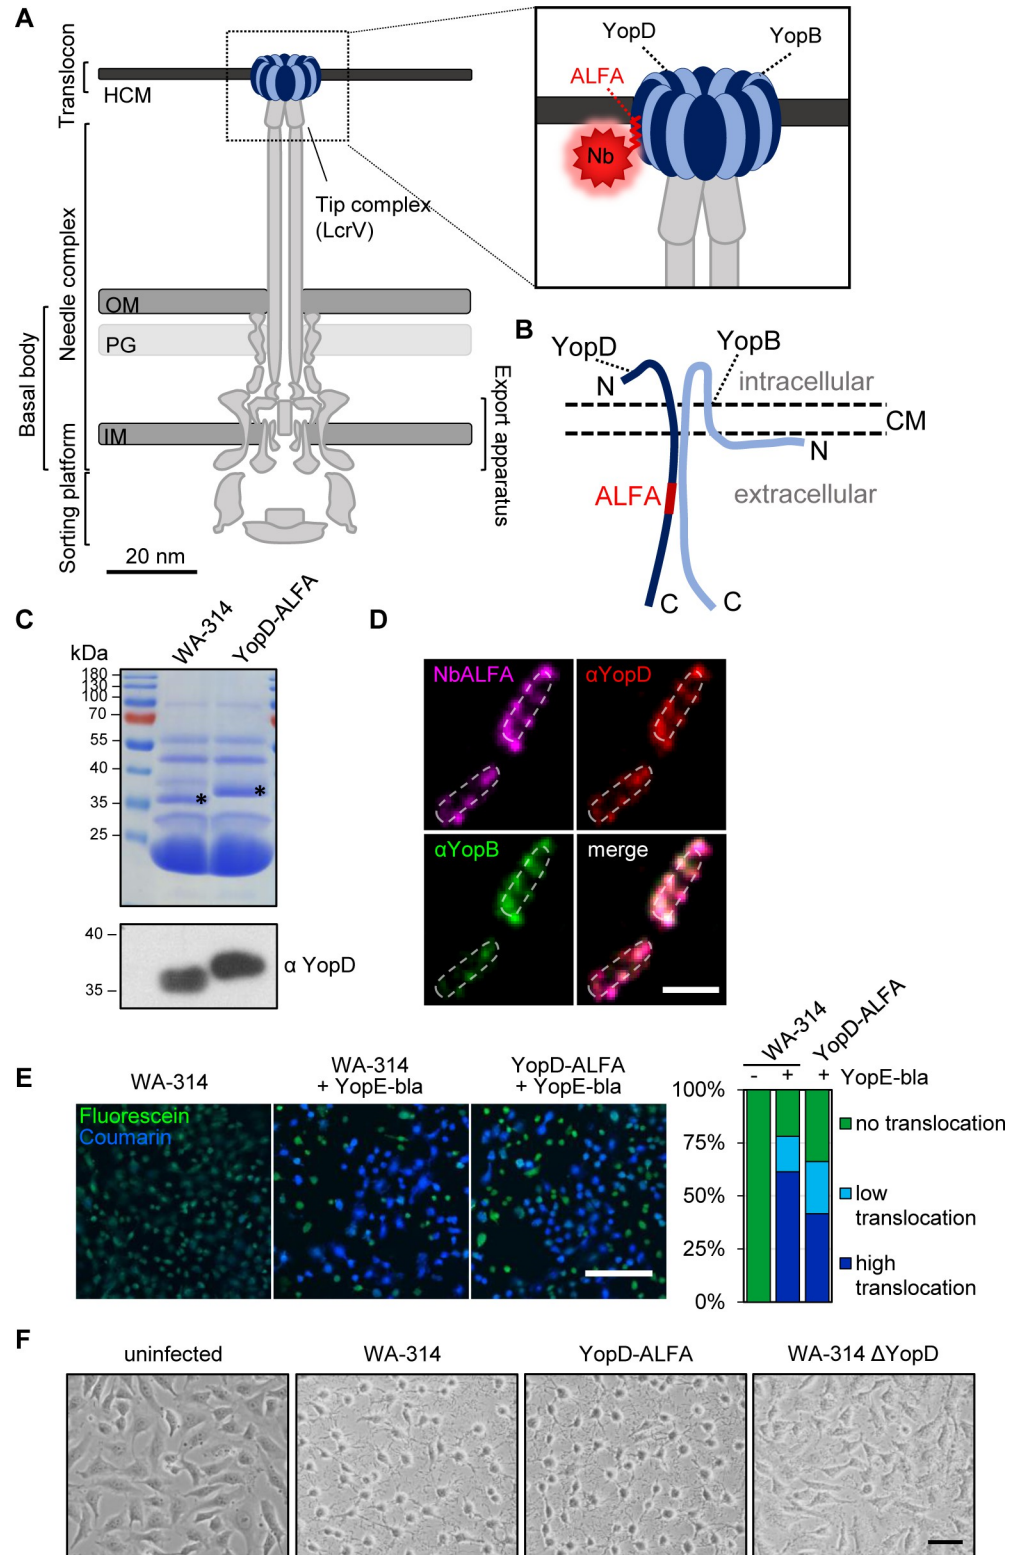 A
Translocon
HCM
Needle complex
Tip complex
(LcrV)
OM
PG
Basal body
IM
Export apparatus
Sorting platform
20 nm
YopD
YopB
ALFA
Nb
B
YopD
YopB
N
intracellular
CM
N
ALFA
extracellular
C
C
C
WA-314
YopD-ALFA
kDa
180
130
100
70
55
40
35
25
*
*
40
35
α YopD
D
NbALFA
αYopD
αYopB
merge
E
WA-314
WA-314
+ YopE-bla
YopD-ALFA
+ YopE-bla
Fluorescein
Coumarin
WA-314
YopD-ALFA
- + + YopE-bla
100%
75%
50%
25%
0%
no translocation
low
translocation
high
translocation
F
uninfected
WA-314
YopD-ALFA
WA-314 ΔYopD